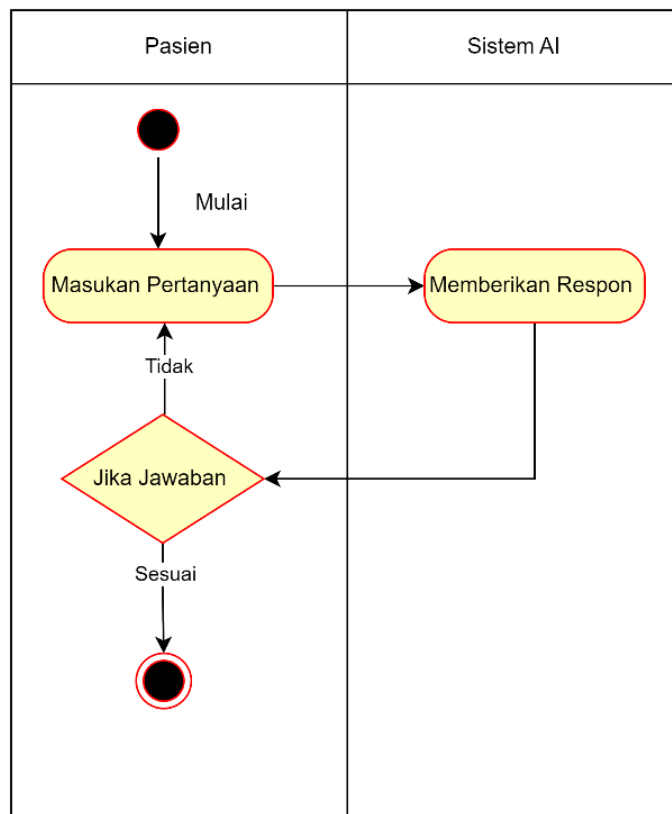 Pasien
Sistem AI
Mulai
Masukan Pertanyaan
Memberikan Respon
Tidak
Jika Jawaban
Sesuai